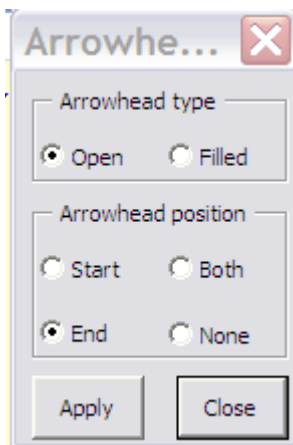 Arrowhe...
Arrowhead type
Open Filled
Arrowhead position
Start Both
End None
Apply Close